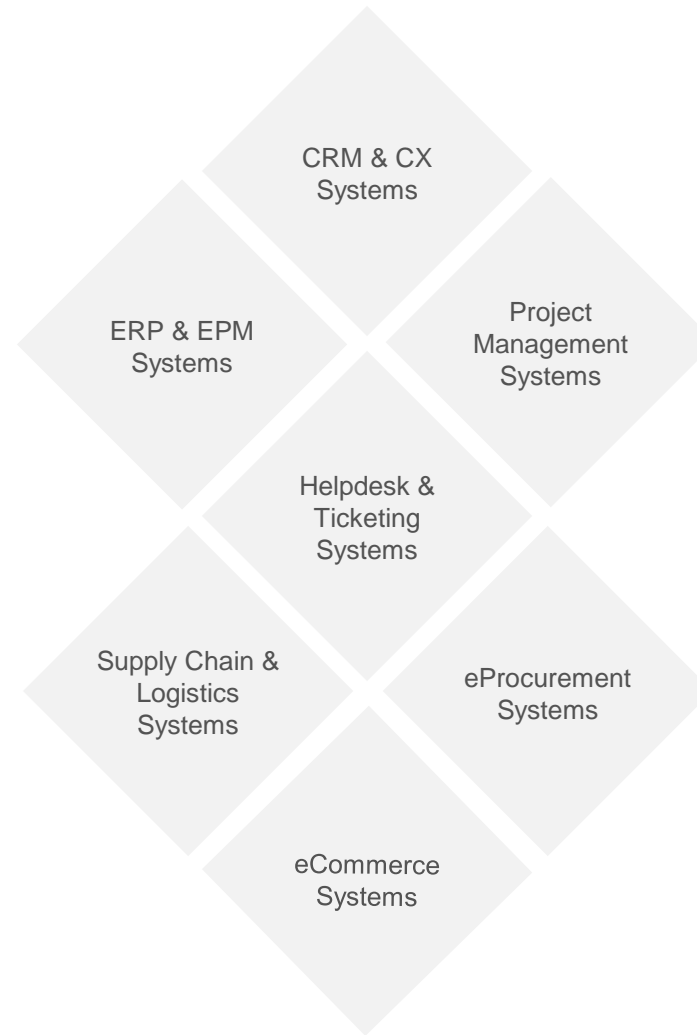 CRM & CX
Systems
ERP & EPM
Systems
Project
Management
Systems
Helpdesk &
Ticketing
Systems
Supply Chain &
Logistics
Systems
eProcurement
Systems
eCommerce
Systems